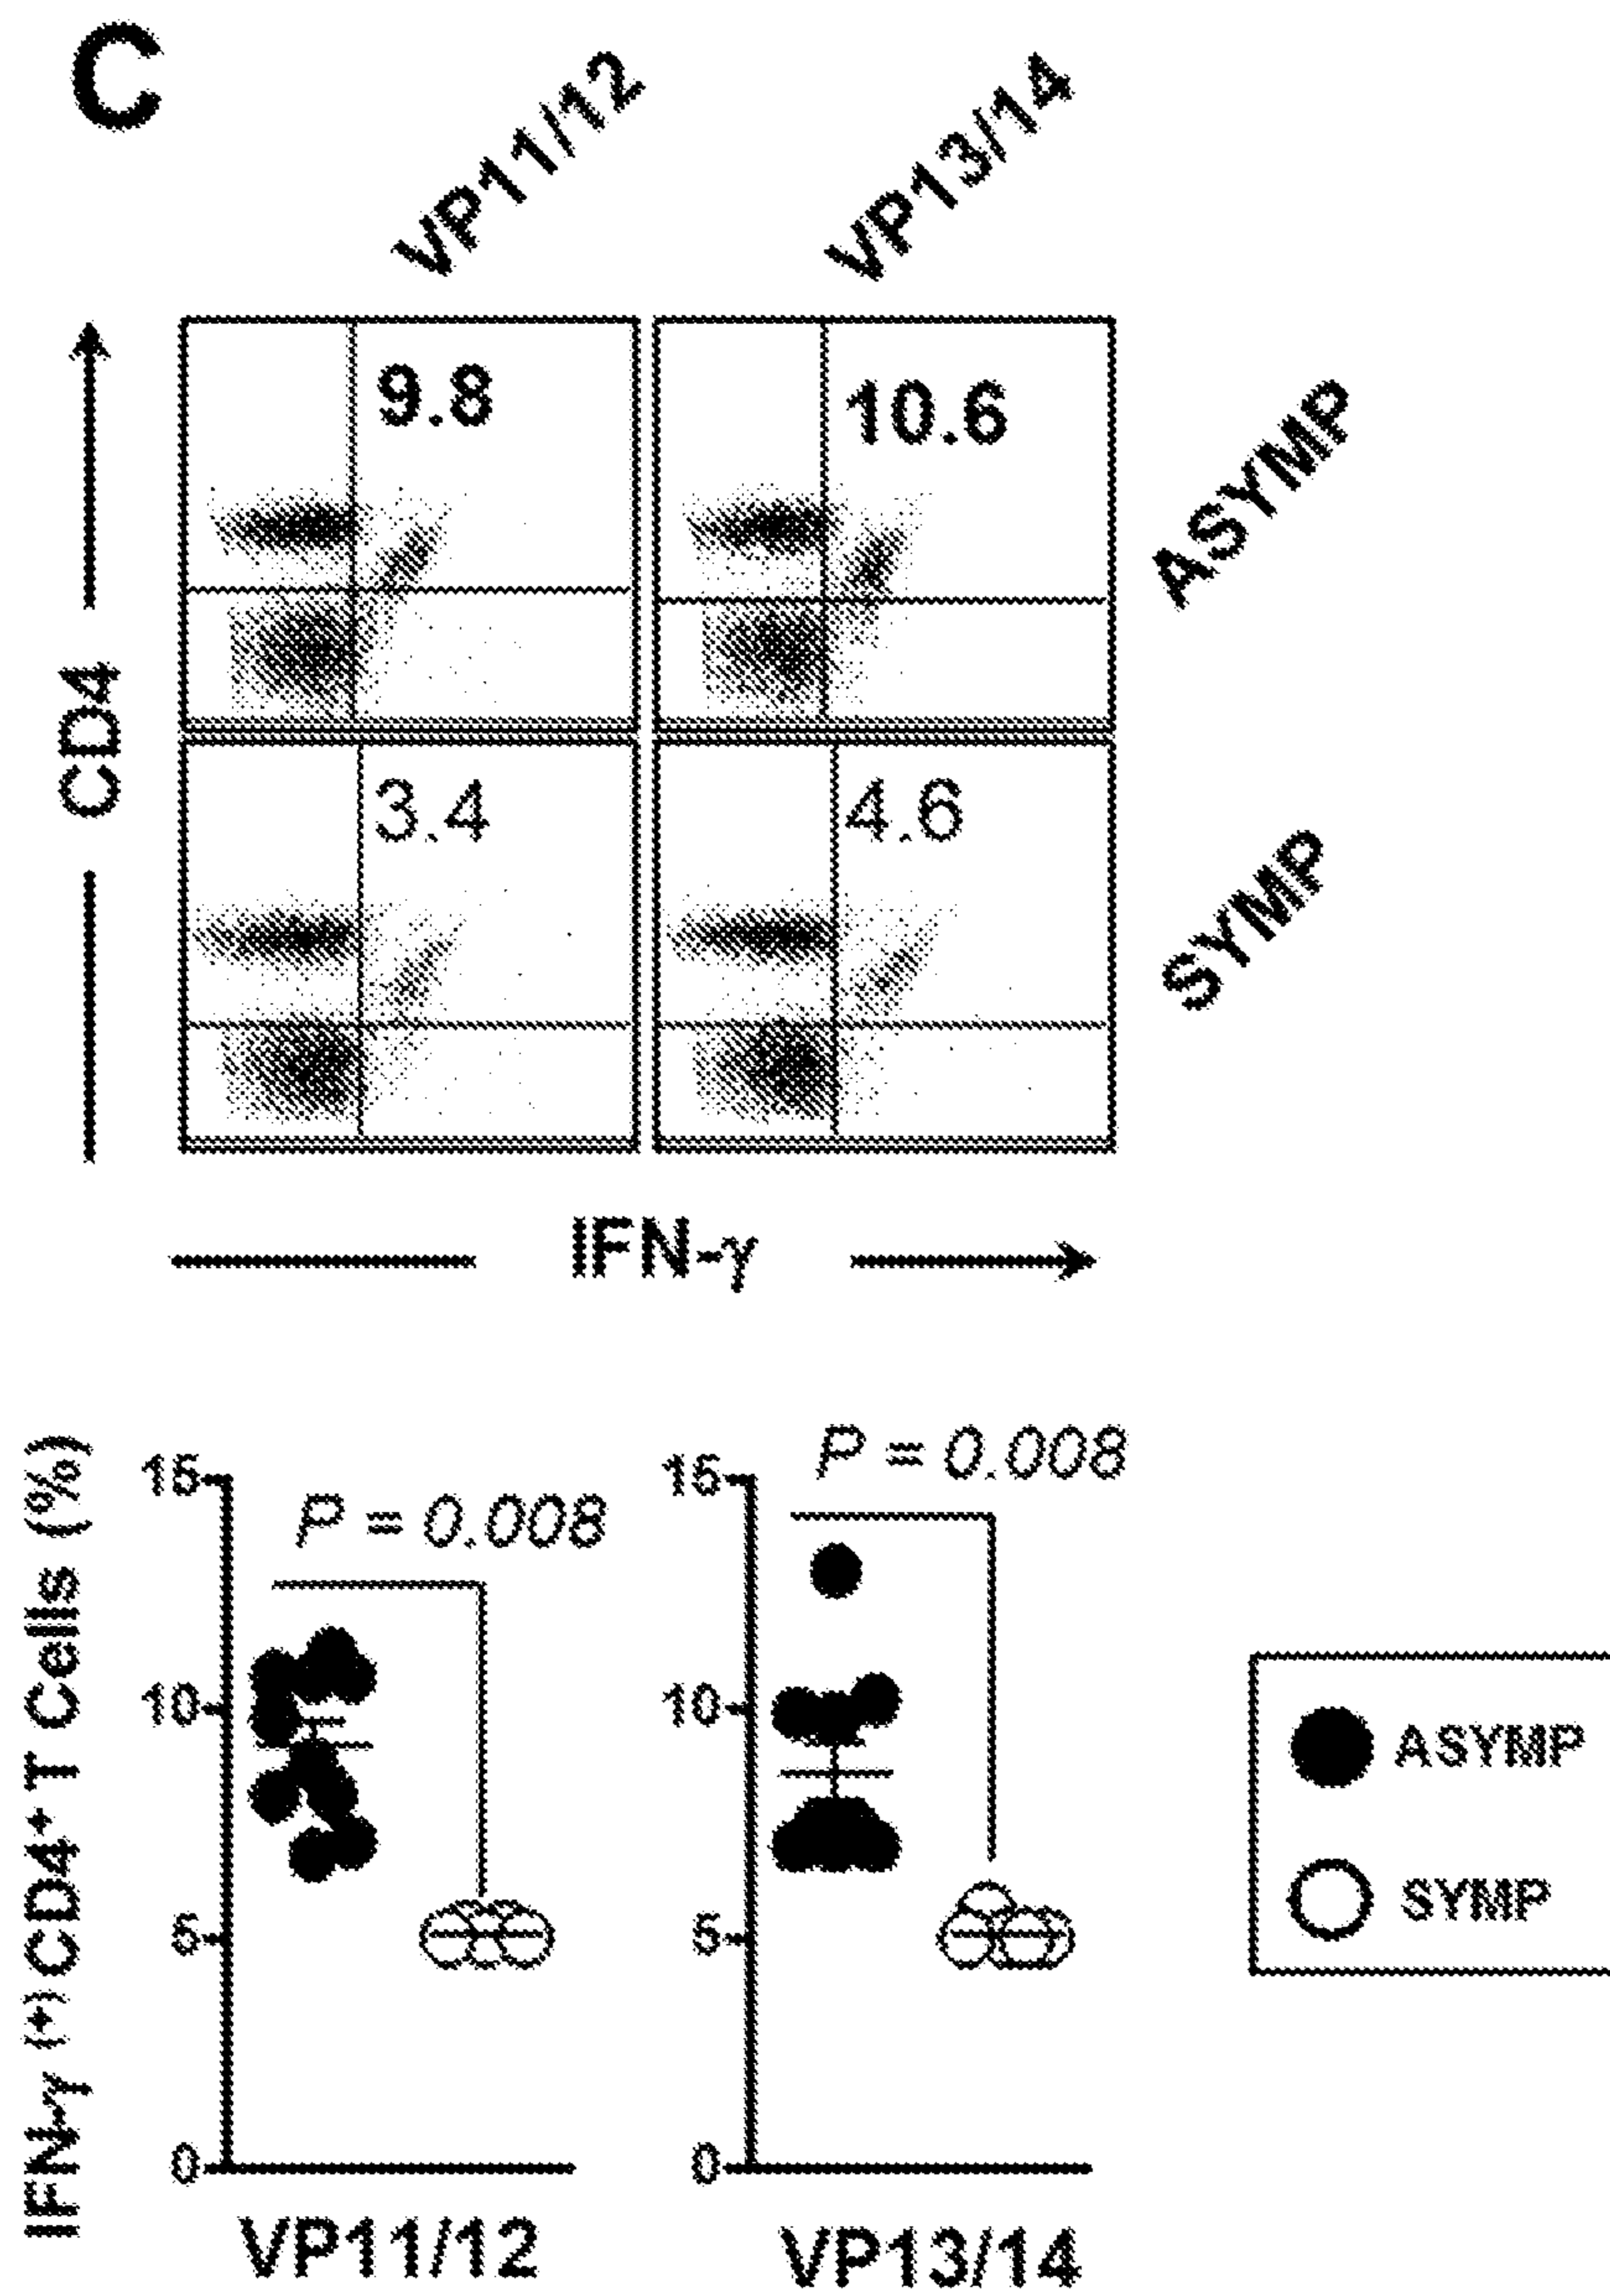 C
VP11/12
VP13/14
9.8
10.6
ASYMP
CD4
3.4
4.6
SYMP
IFN-γ
IFN-γ (+) CD4+ T Cells (%)
P = 0.008
P = 0.008
15
10
5
0
15
10
5
0
ASYMP
SYMP
VP11/12
VP13/14